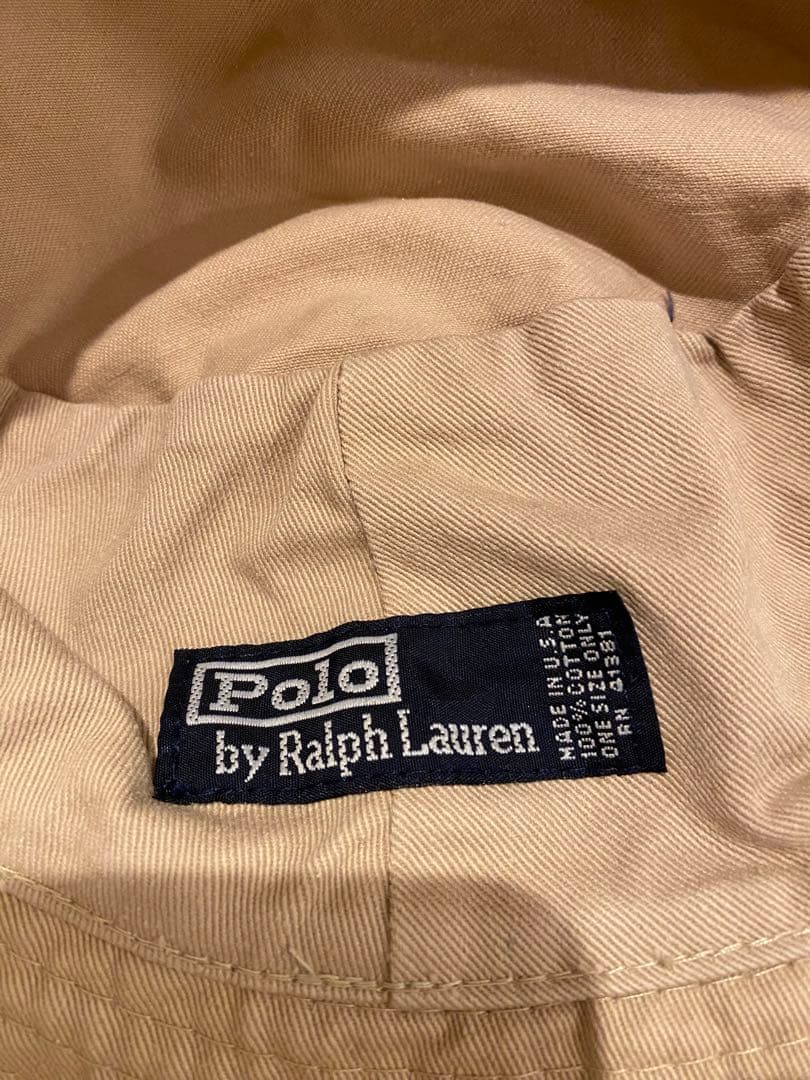 Polo
by Ralph Lauren
MADE IN U.S.A
100% COTTON
ONE SIZE ONLY
RN 41381